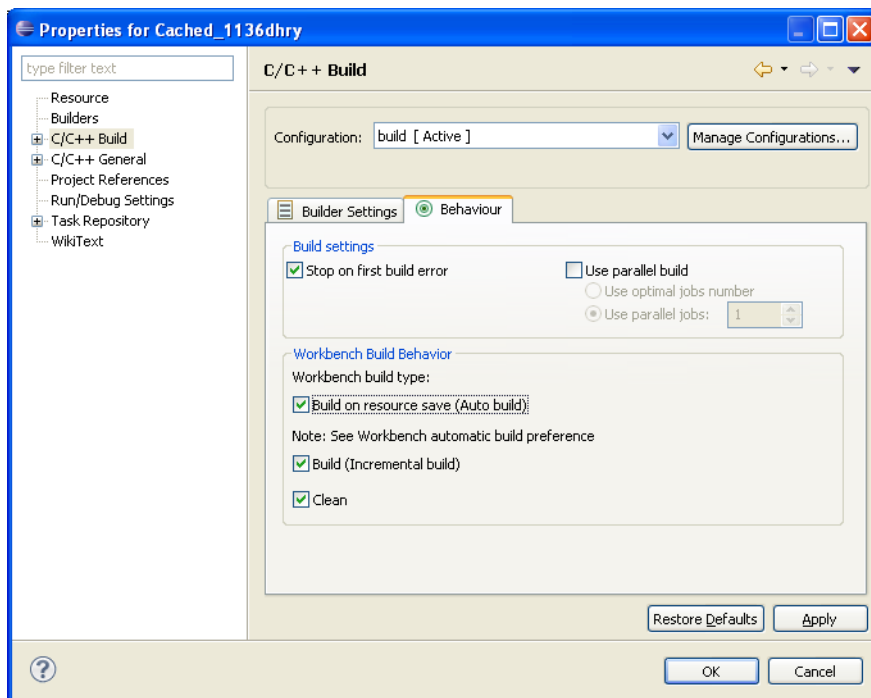 Properties for Cached_1136dhry
type filter text
Resource
Builders
C/C++ Build
C/C++ General
Project References
Run/Debug Settings
Task Repository
WikiText
C/C++ Build
Configuration: build [ Active ] Manage Configurations...
Builder Settings Behaviour
Build settings
Stop on first build error Use parallel build
Use optimal jobs number
Use parallel jobs: 1
Workbench Build Behavior
Workbench build type:
Build on resource save (Auto build)
Note: See Workbench automatic build preference
Build (Incremental build)
Clean
Restore Defaults Apply
? OK Cancel